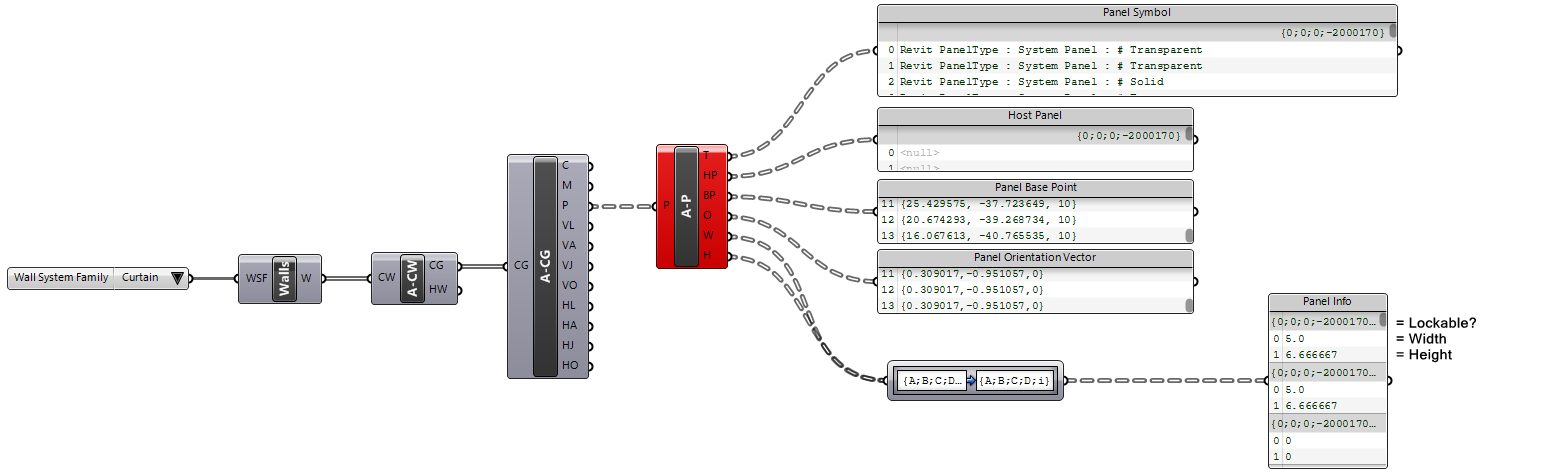 Wall System Family Curtain
WSF Walls W
CW A-CW CG
HW
CG A-CG C
M
P
VL
VA
VJ
VO
HL
HA
HJ
HO
P A-P T
HP
BP
O
W
H
Panel Symbol
{0;0;0;-2000170}
0 Revit PanelType : System Panel : # Transparent
1 Revit PanelType : System Panel : # Transparent
2 Revit PanelType : System Panel : # Solid
Host Panel
{0;0;0;-2000170}
0 <null>
1 <null>
Panel Base Point
11 {25.429575, -37.723649, 10}
12 {20.674293, -39.268734, 10}
13 {16.067613, -40.765535, 10}
Panel Orientation Vector
11 {0.309017,-0.951057,0}
12 {0.309017,-0.951057,0}
13 {0.309017,-0.951057,0}
{A;B;C;D... {A;B;C;D;i}
Panel Info
{0;0;0;-2000170... = Lockable?
0 5.0 = Width
1 6.666667 = Height
{0;0;0;-2000170...
0 5.0
1 6.666667
{0;0;0;-2000170...
0 0
1 0